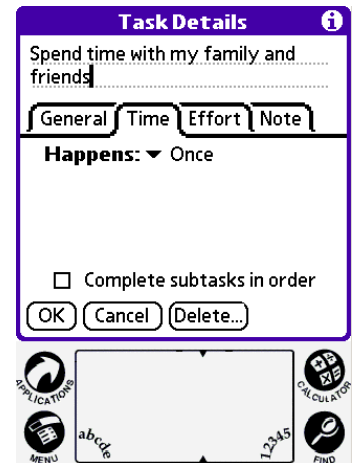 Task Details
Spend time with my family and
friends
General Time Effort Note
Happens: Once
Complete subtasks in order
OK Cancel Delete...
APPLICATIONS
CALCULATOR
MENU
abcde
12345
FIND